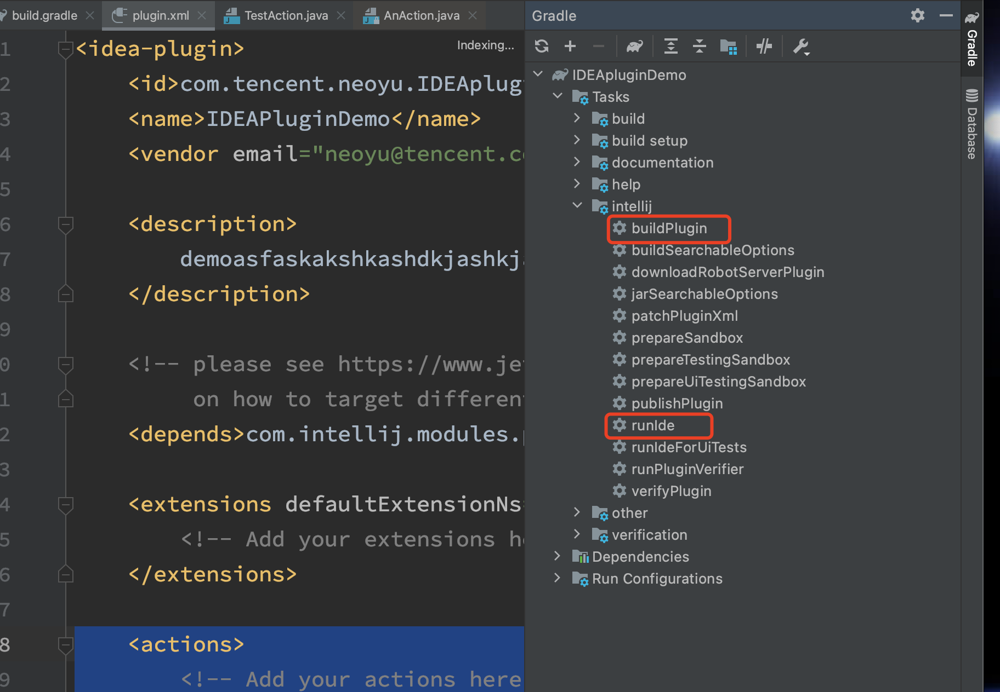 build.gradle
plugin.xml
TestAction.java
AnAction.java
Gradle
Indexing...
1 <idea-plugin>
2 <id>com.tencent.neoyu.IDEAplug
3 <name>IDEAPluginDemo</name>
4 <vendor email="neoyu@tencent.c
5
6 <description>
7 demoasfaskakshkashdkjashkj
8 </description>
9
0 <!-- please see https://www.je
1 on how to target differen
2 <depends>com.intellij.modules.
3
4 <extensions defaultExtensionNs
5 <!-- Add your extensions h
6 </extensions>
7
8 <actions>
9 <!-- Add your actions here
IDEApluginDemo
Tasks
build
build setup
documentation
help
intellij
buildPlugin
buildSearchableOptions
downloadRobotServerPlugin
jarSearchableOptions
patchPluginXml
prepareSandbox
prepareTestingSandbox
prepareUiTestingSandbox
publishPlugin
runIde
runIdeForUiTests
runPluginVerifier
verifyPlugin
other
verification
Dependencies
Run Configurations
Gradle
Database